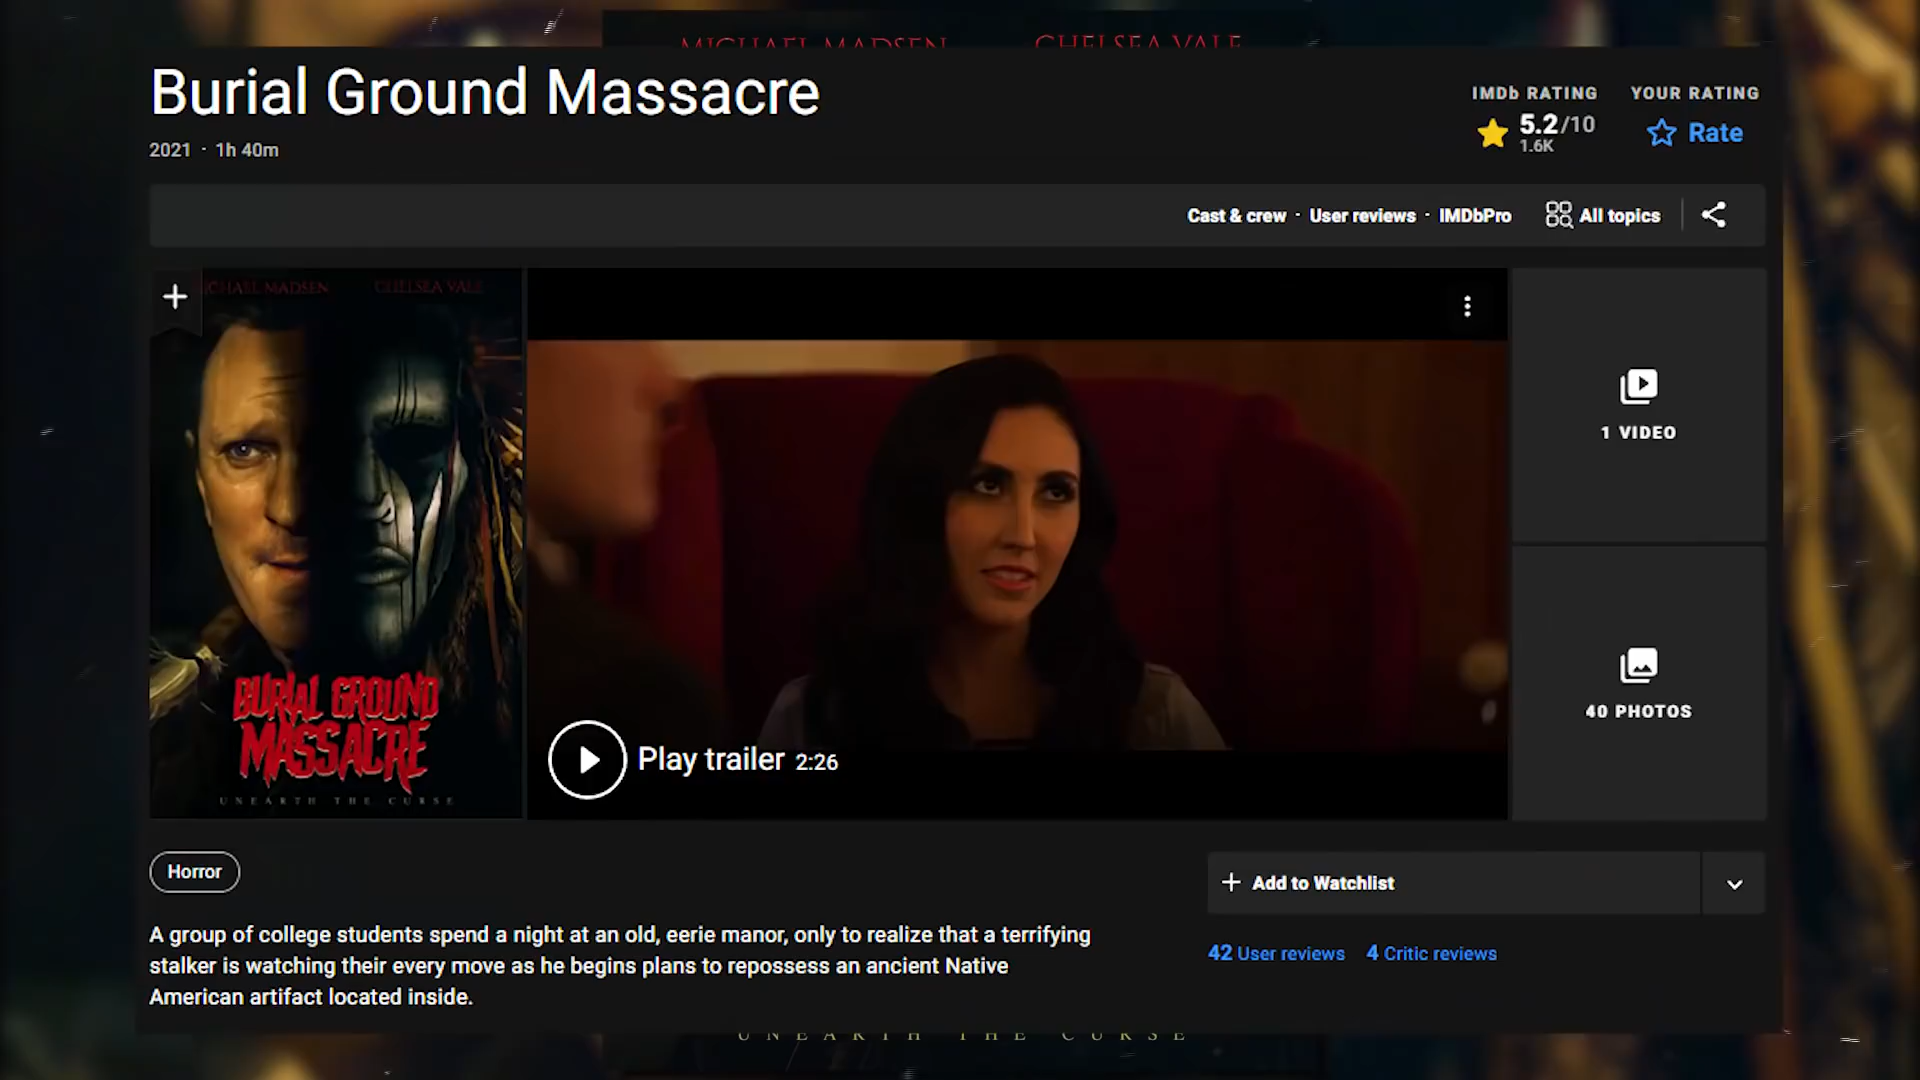 MICHAEL MADSEN CHELSEA VALE
Burial Ground Massacre
2021 · 1h 40m
IMDb RATING
5.2/10
1.6K
YOUR RATING
Rate
Cast & crew · User reviews · IMDbPro
All topics
MICHAEL MADSEN CHELSEA VALE
BURIAL GROUND
MASSACRE
UNEARTH THE CURSE
Play trailer 2:26
1 VIDEO
40 PHOTOS
Horror
A group of college students spend a night at an old, eerie manor, only to realize that a terrifying
stalker is watching their every move as he begins plans to repossess an ancient Native
American artifact located inside.
Add to Watchlist
42 User reviews 4 Critic reviews
UNEARTH THE CURSE